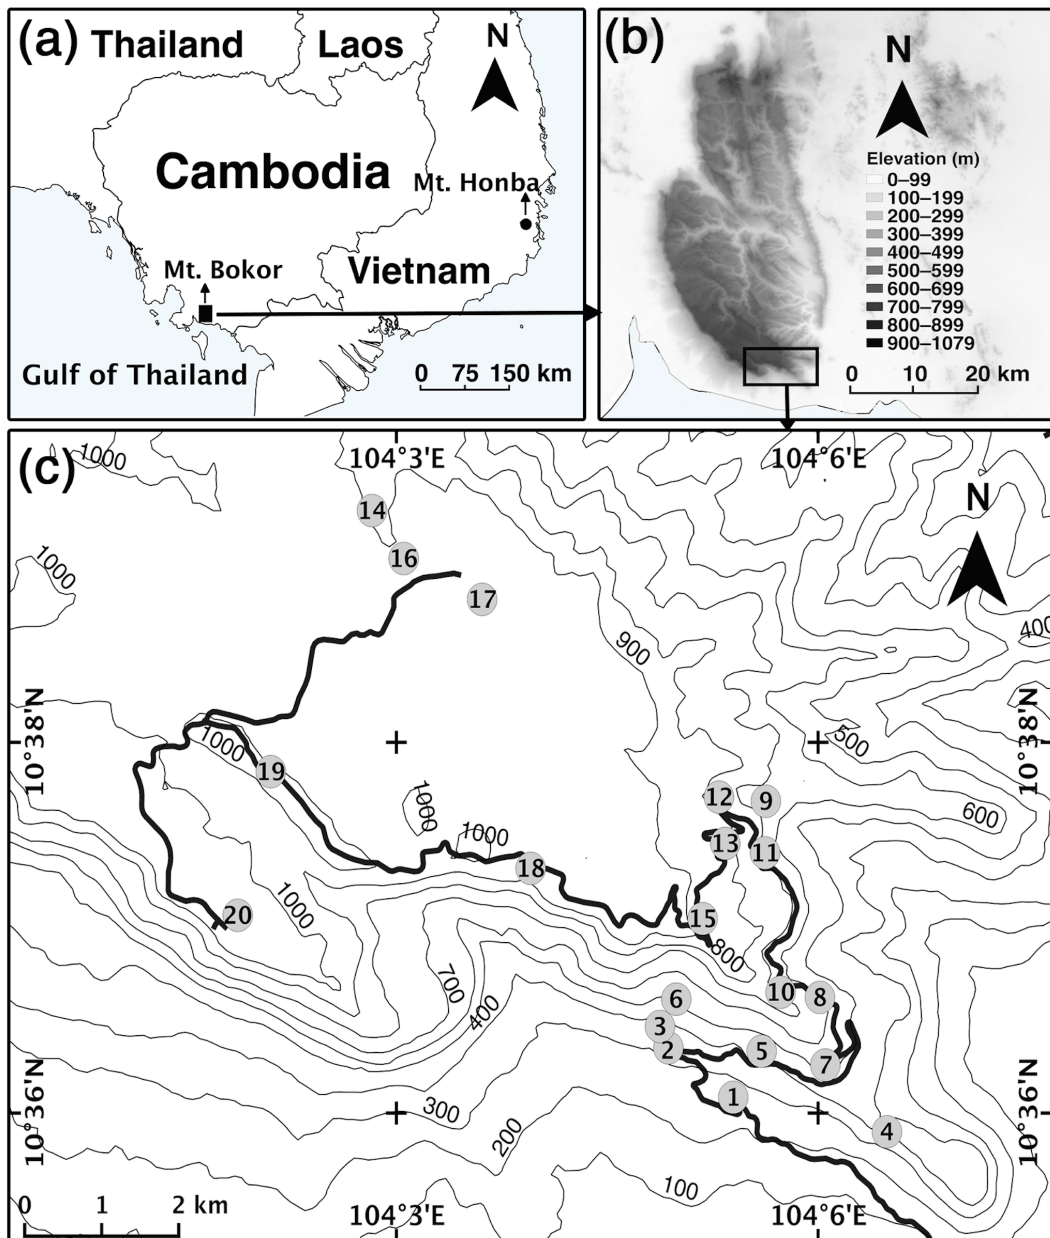 (a)
Thailand
Laos
N
Cambodia
Mt. Honba
Mt. Bokor
Vietnam
Gulf of Thailand
0 75 150 km
(b)
N
Elevation (m)
0–99
100–199
200–299
300–399
400–499
500–599
600–699
700–799
800–899
900–1079
0 10 20 km
(c)
1000
104°3'E
104°6'E
N
14
16
1000
17
900
400
10°38'N
10°38'N
1000
500
19
12
9
1000
600
1000
13
11
18
1000
20
15
800
700
10
8
6
400
3
2
5
7
10°36'N
10°36'N
1
300
4
200
100
0 1 2 km
104°3'E
104°6'E